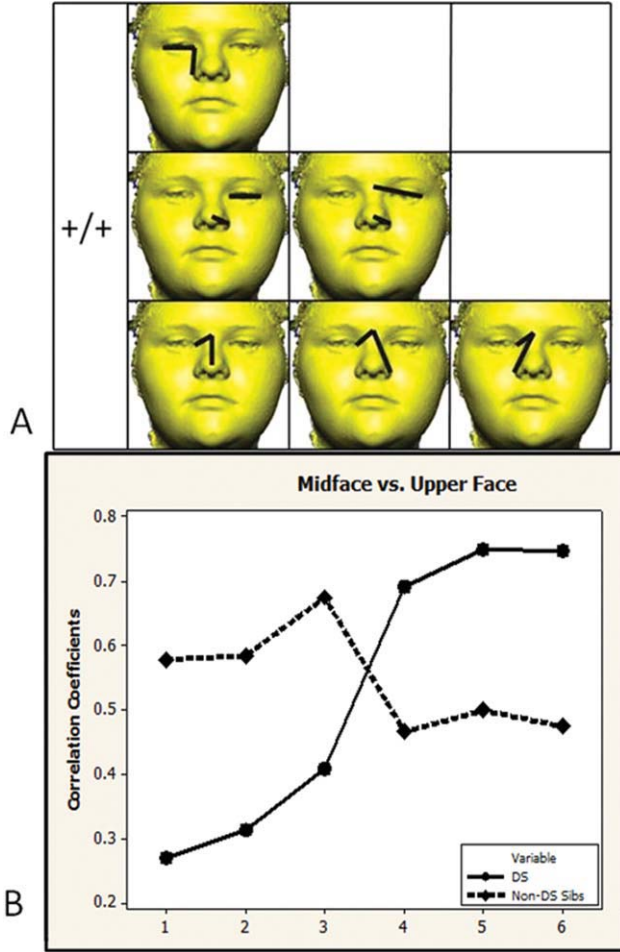 +/+
A
Midface vs. Upper Face
0.8
0.7
0.6
0.5
0.4
0.3
0.2
Correlation Coefficients
1 2 3 4 5 6
Variable
DS
Non-DS Sibs
B